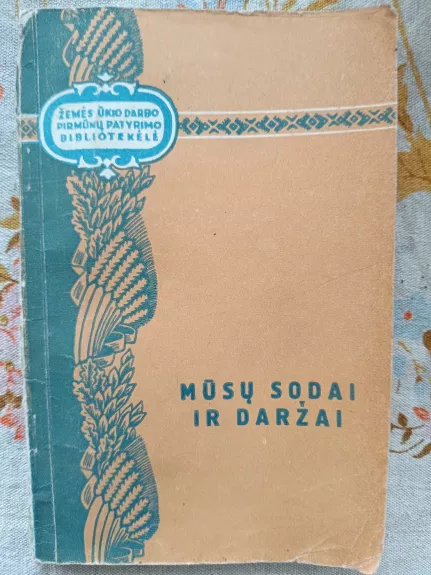 ŽEMĖS ŪKIO DARBO
PIRMŪNŲ PATYRIMO
BIBLIOTEKĖLĖ
MŪSŲ SODAI
IR DARŽAI